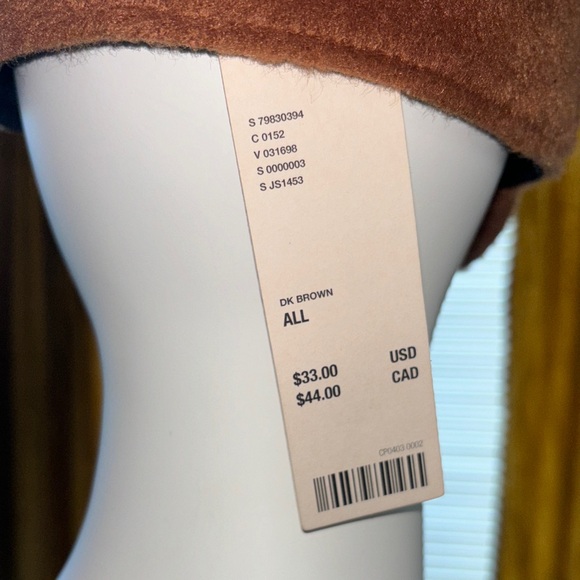 S 79830394
C 0152
V 031698
S 0000003
S JS1453
DK BROWN
ALL
$33.00 USD
$44.00 CAD
CP0403 0002